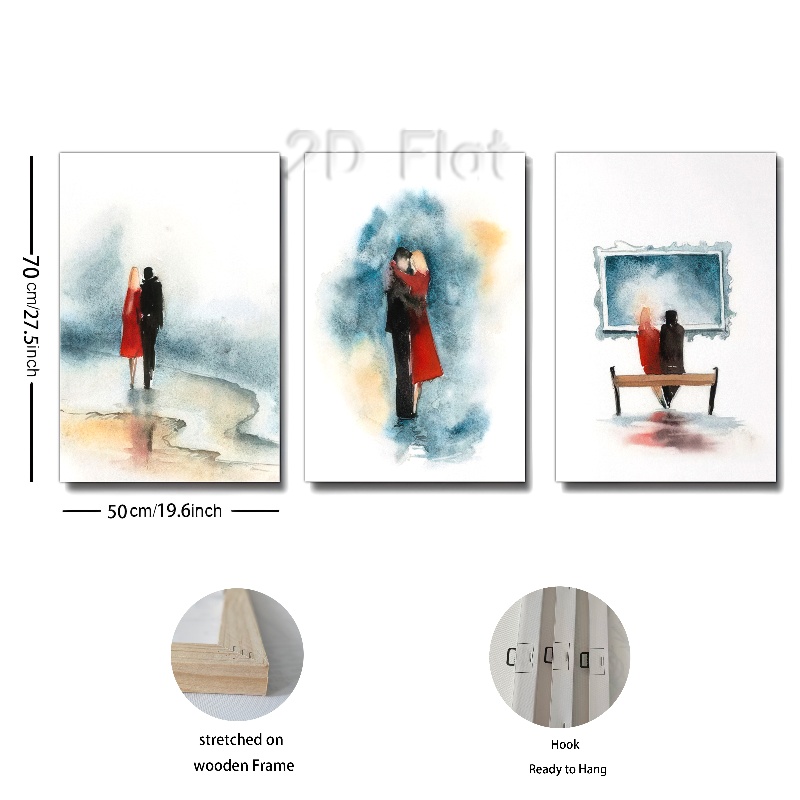 2D Flat
70 cm/27.5inch
50cm/19.6inch
stretched on
wooden Frame
Hook
Ready to Hang